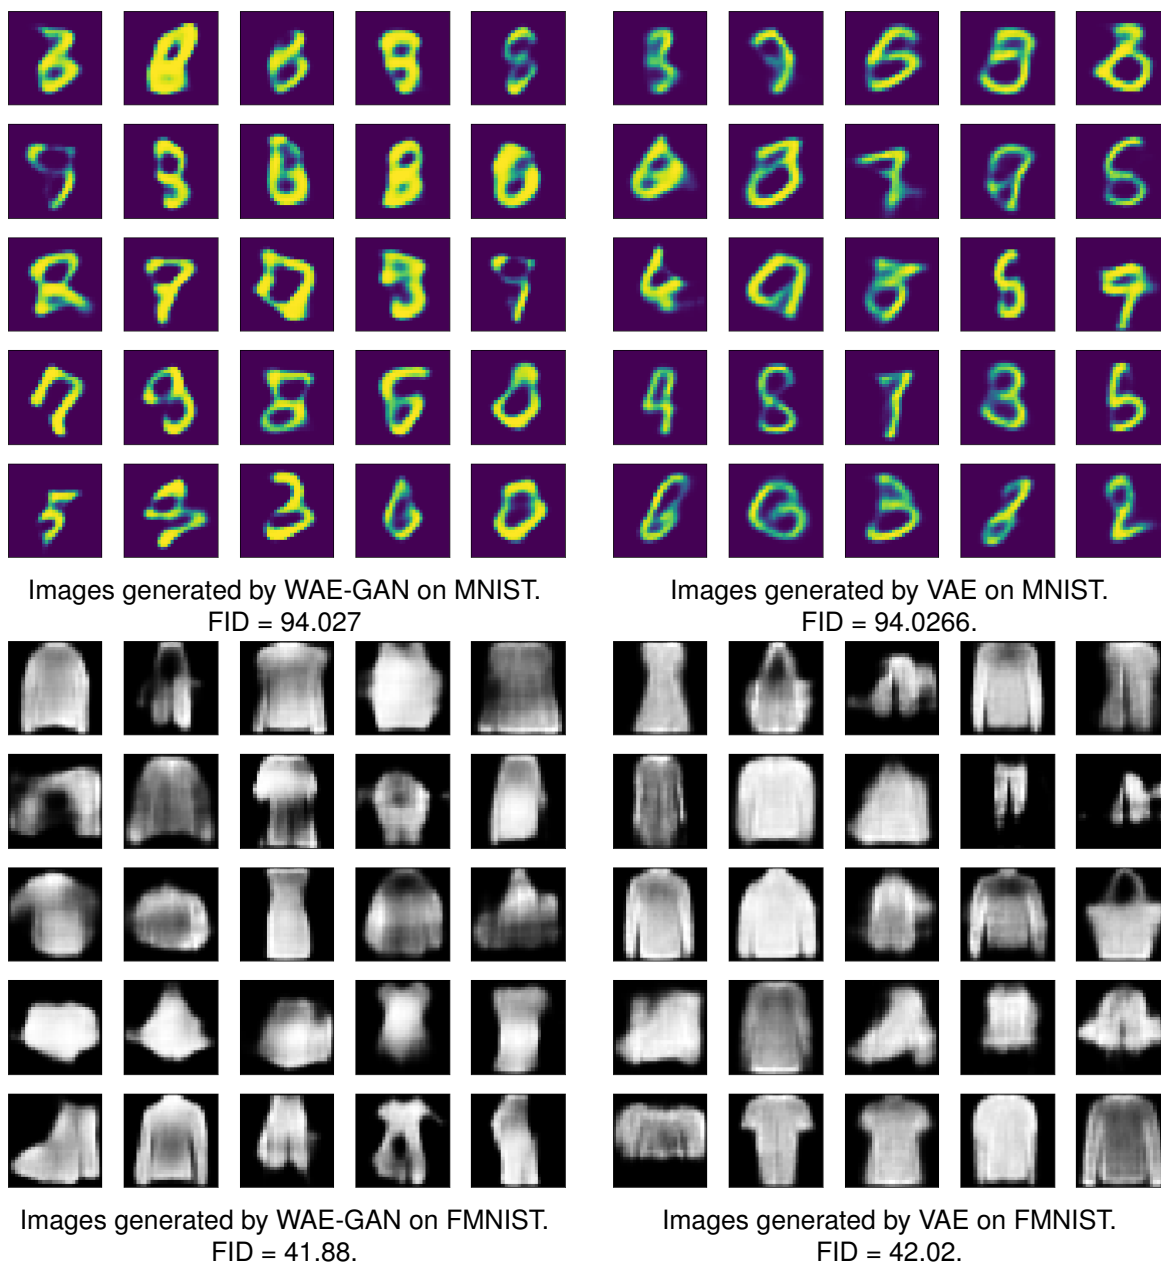 Images generated by WAE-GAN on MNIST.
FID = 94.027
Images generated by VAE on MNIST.
FID = 94.0266.
Images generated by WAE-GAN on FMNIST.
FID = 41.88.
Images generated by VAE on FMNIST.
FID = 42.02.